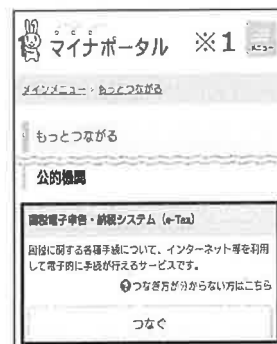 マイナポータル ※1
メニュー
メインメニュー > もっとつながる
もっとつながる
公的機関
国税電子申告・納税システム (e-Tax)
国税に関する各種手続について、インターネット等を利用
して電子的に手続が行えるサービスです。
?つなぎ方が分からない方はこちら
つなぐ